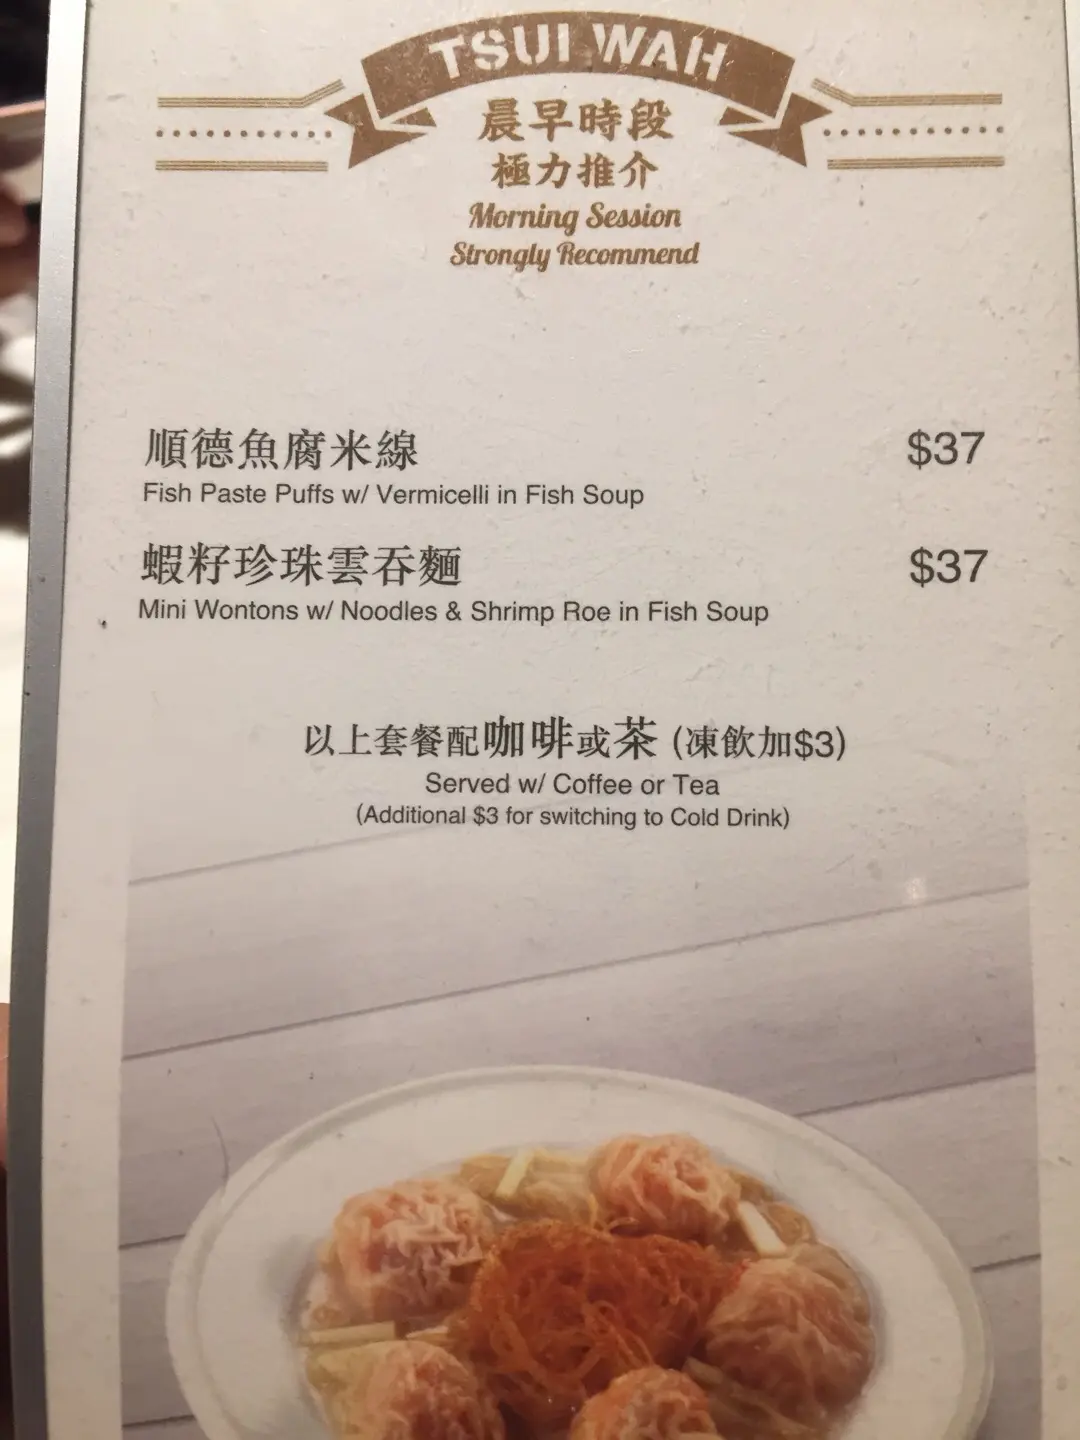 TSUI WAH
晨早時段
極力推介
Morning Session
Strongly Recommend
順德魚腐米線 $37
Fish Paste Puffs w/ Vermicelli in Fish Soup
蝦籽珍珠雲吞麵 $37
Mini Wontons w/ Noodles & Shrimp Roe in Fish Soup
以上套餐配咖啡或茶 (凍飲加$3)
Served w/ Coffee or Tea
(Additional $3 for switching to Cold Drink)